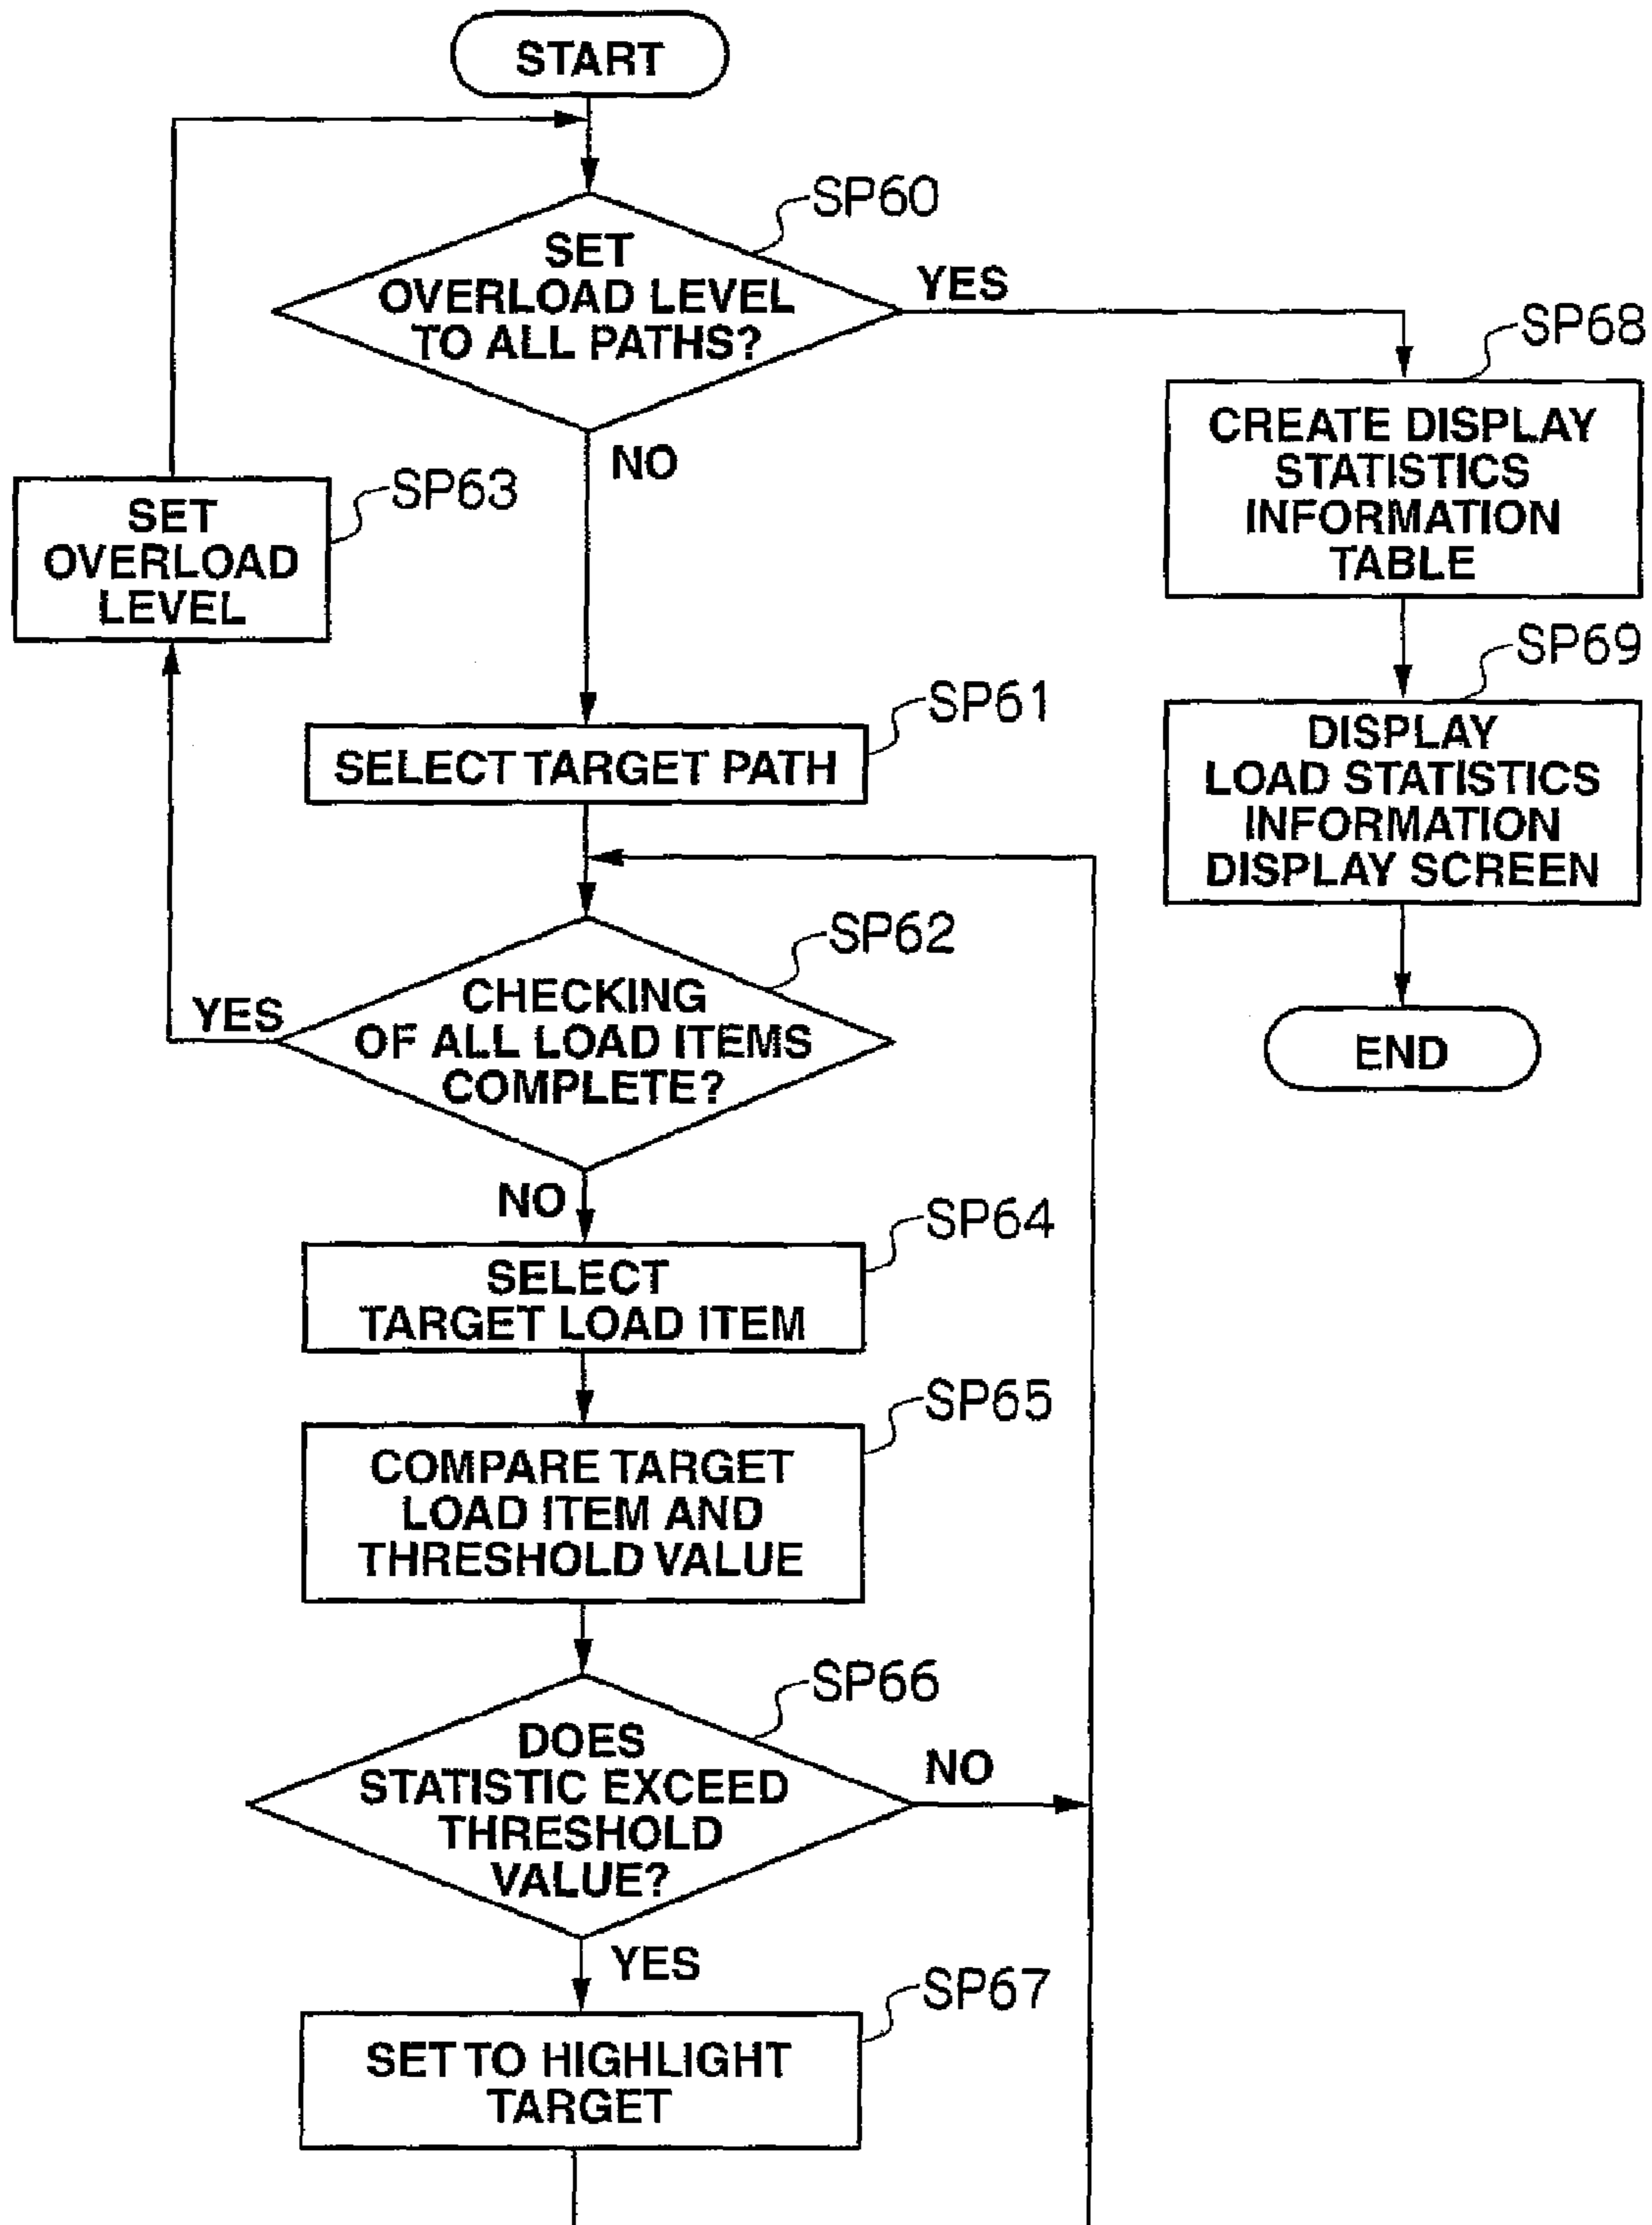 START
SP60
SET
OVERLOAD LEVEL
TO ALL PATHS?
YES
SP68
CREATE DISPLAY
STATISTICS
INFORMATION
TABLE
NO
SP63
SET
OVERLOAD
LEVEL
SP69
DISPLAY
LOAD STATISTICS
INFORMATION
DISPLAY SCREEN
SP61
SELECT TARGET PATH
SP62
CHECKING
OF ALL LOAD ITEMS
COMPLETE?
YES
END
NO
SP64
SELECT
TARGET LOAD ITEM
SP65
COMPARE TARGET
LOAD ITEM AND
THRESHOLD VALUE
SP66
DOES
STATISTIC EXCEED
THRESHOLD
VALUE?
NO
YES
SP67
SET TO HIGHLIGHT
TARGET